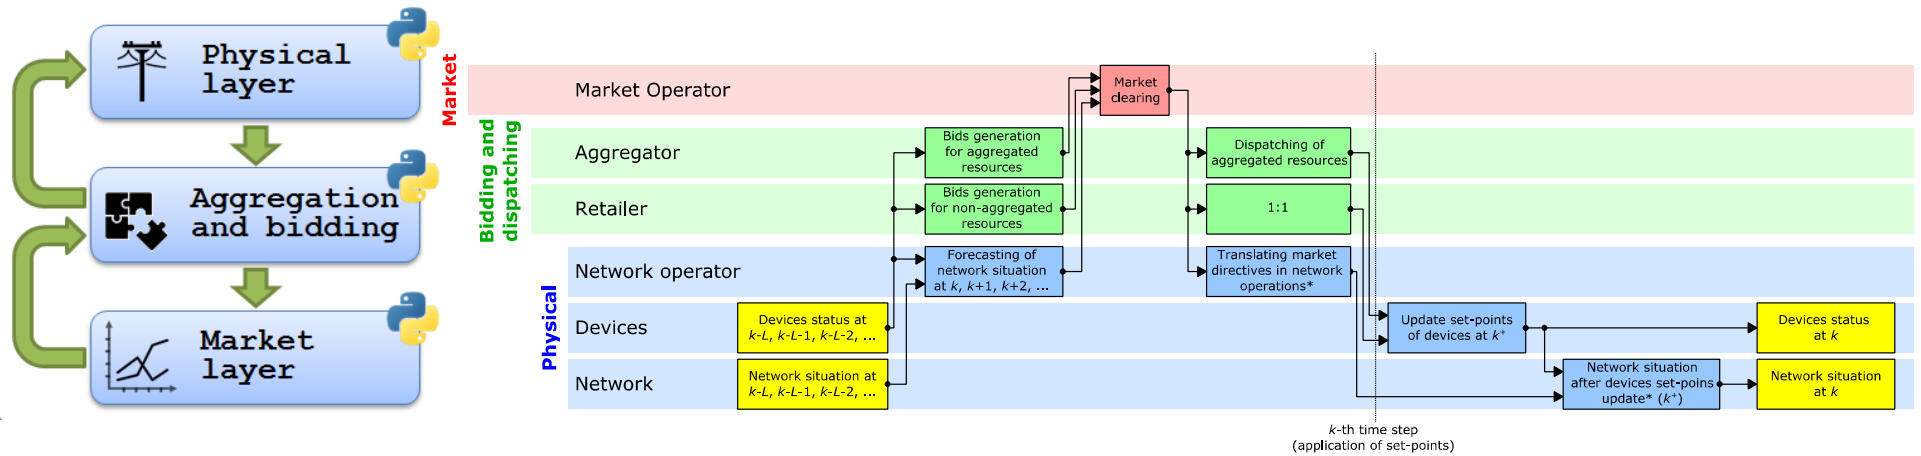 Physical
layer
Aggregation
and bidding
Market
layer
Market
Bidding and
dispatching
Physical
Market Operator
Aggregator
Retailer
Network operator
Devices
Network
Market
clearing
Bids generation
for aggregated
resources
Dispatching of
aggregated resources
Bids generation
for non-aggregated
resources
1:1
Forecasting of
network situation
at k, k+1, k+2, ...
Translating market
directives in network
operations*
Devices status at
k-L, k-L-1, k-L-2, ...
Update set-points
of devices at k⁺
Devices status
at k
Network situation at
k-L, k-L-1, k-L-2, ...
Network situation
after devices set-poins
update* (k⁺)
Network situation
at k
k-th time step
(application of set-points)